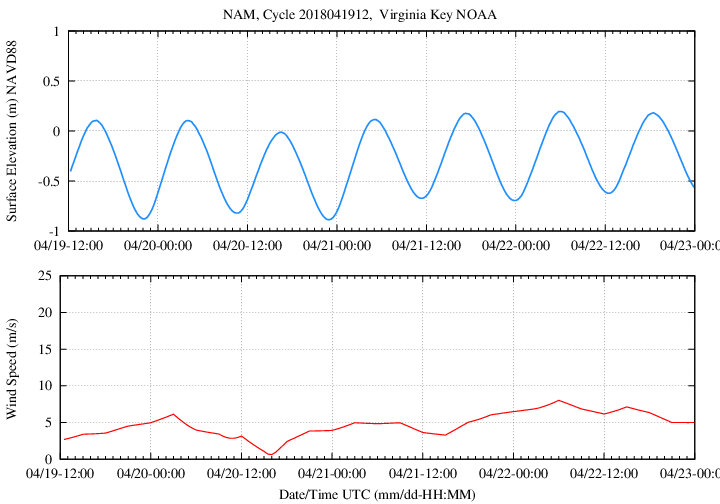 NAM, Cycle 2018041912,  Virginia Key NOAA
Surface Elevation (m) NAVD88
1
0.5
0
-0.5
-1
04/19-12:00 04/20-00:00 04/20-12:00 04/21-00:00 04/21-12:00 04/22-00:00 04/22-12:00 04/23-00:0
Wind Speed (m/s)
25
20
15
10
5
0
04/19-12:00 04/20-00:00 04/20-12:00 04/21-00:00 04/21-12:00 04/22-00:00 04/22-12:00 04/23-00:0
Date/Time UTC (mm/dd-HH:MM)